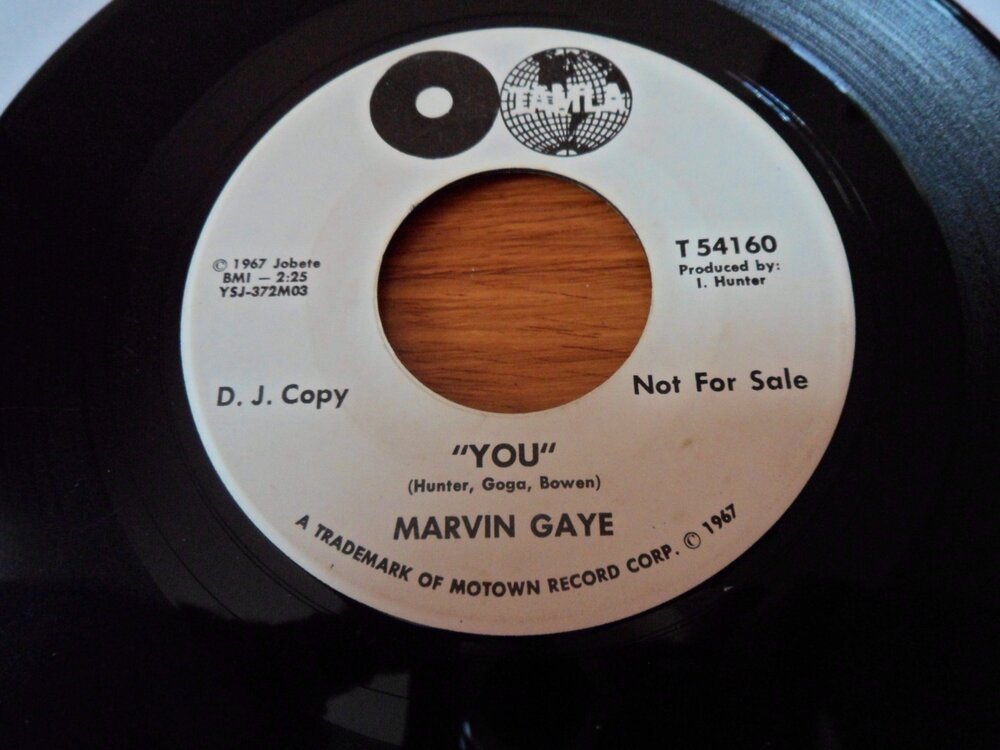 TAMLA
© 1967 Jobete
BMI — 2:25
YSJ-372M03
T 54160
Produced by:
I. Hunter
D. J. Copy
Not For Sale
"YOU"
(Hunter, Goga, Bowen)
MARVIN GAYE
A TRADEMARK OF MOTOWN RECORD CORP. © 1967